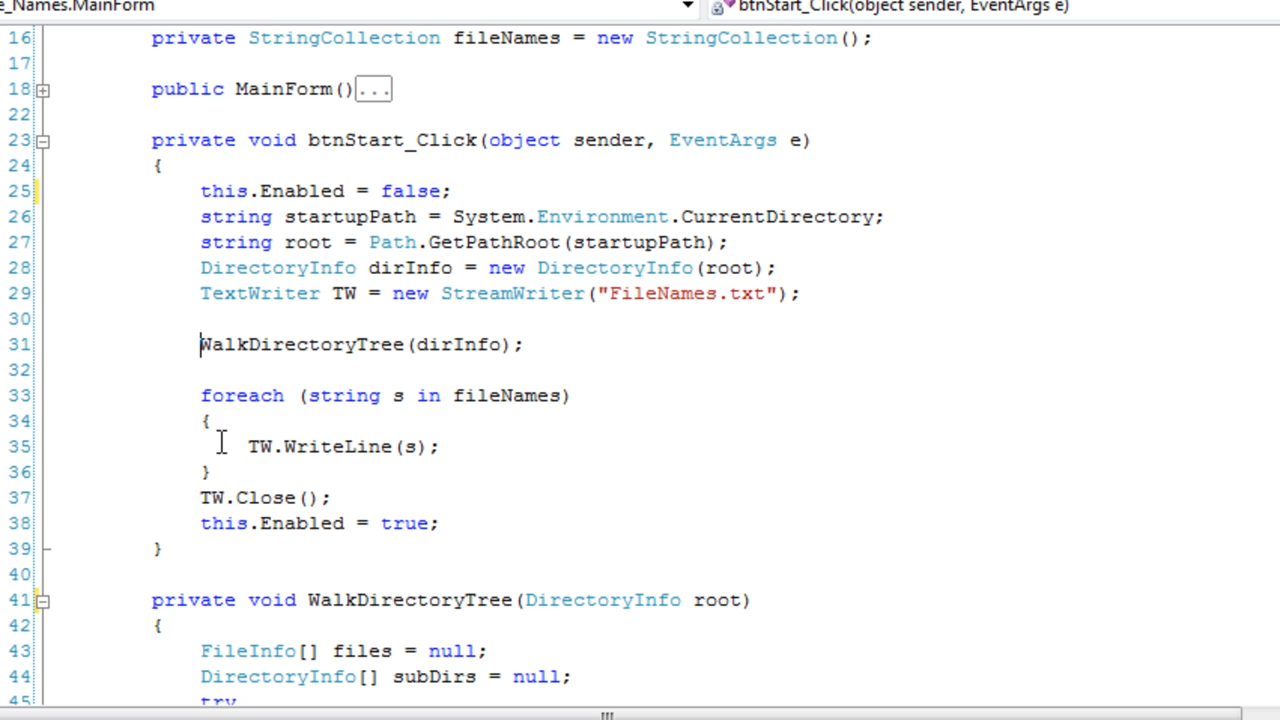 e_Names.MainForm btnStart_Click(object sender, EventArgs e)
16 private StringCollection fileNames = new StringCollection();
17
18 public MainForm()...
22
23 private void btnStart_Click(object sender, EventArgs e)
24 {
25 this.Enabled = false;
26 string startupPath = System.Environment.CurrentDirectory;
27 string root = Path.GetPathRoot(startupPath);
28 DirectoryInfo dirInfo = new DirectoryInfo(root);
29 TextWriter TW = new StreamWriter("FileNames.txt");
30
31 WalkDirectoryTree(dirInfo);
32
33 foreach (string s in fileNames)
34 {
35 TW.WriteLine(s);
36 }
37 TW.Close();
38 this.Enabled = true;
39 }
40
41 private void WalkDirectoryTree(DirectoryInfo root)
42 {
43 FileInfo[] files = null;
44 DirectoryInfo[] subDirs = null;
45 try